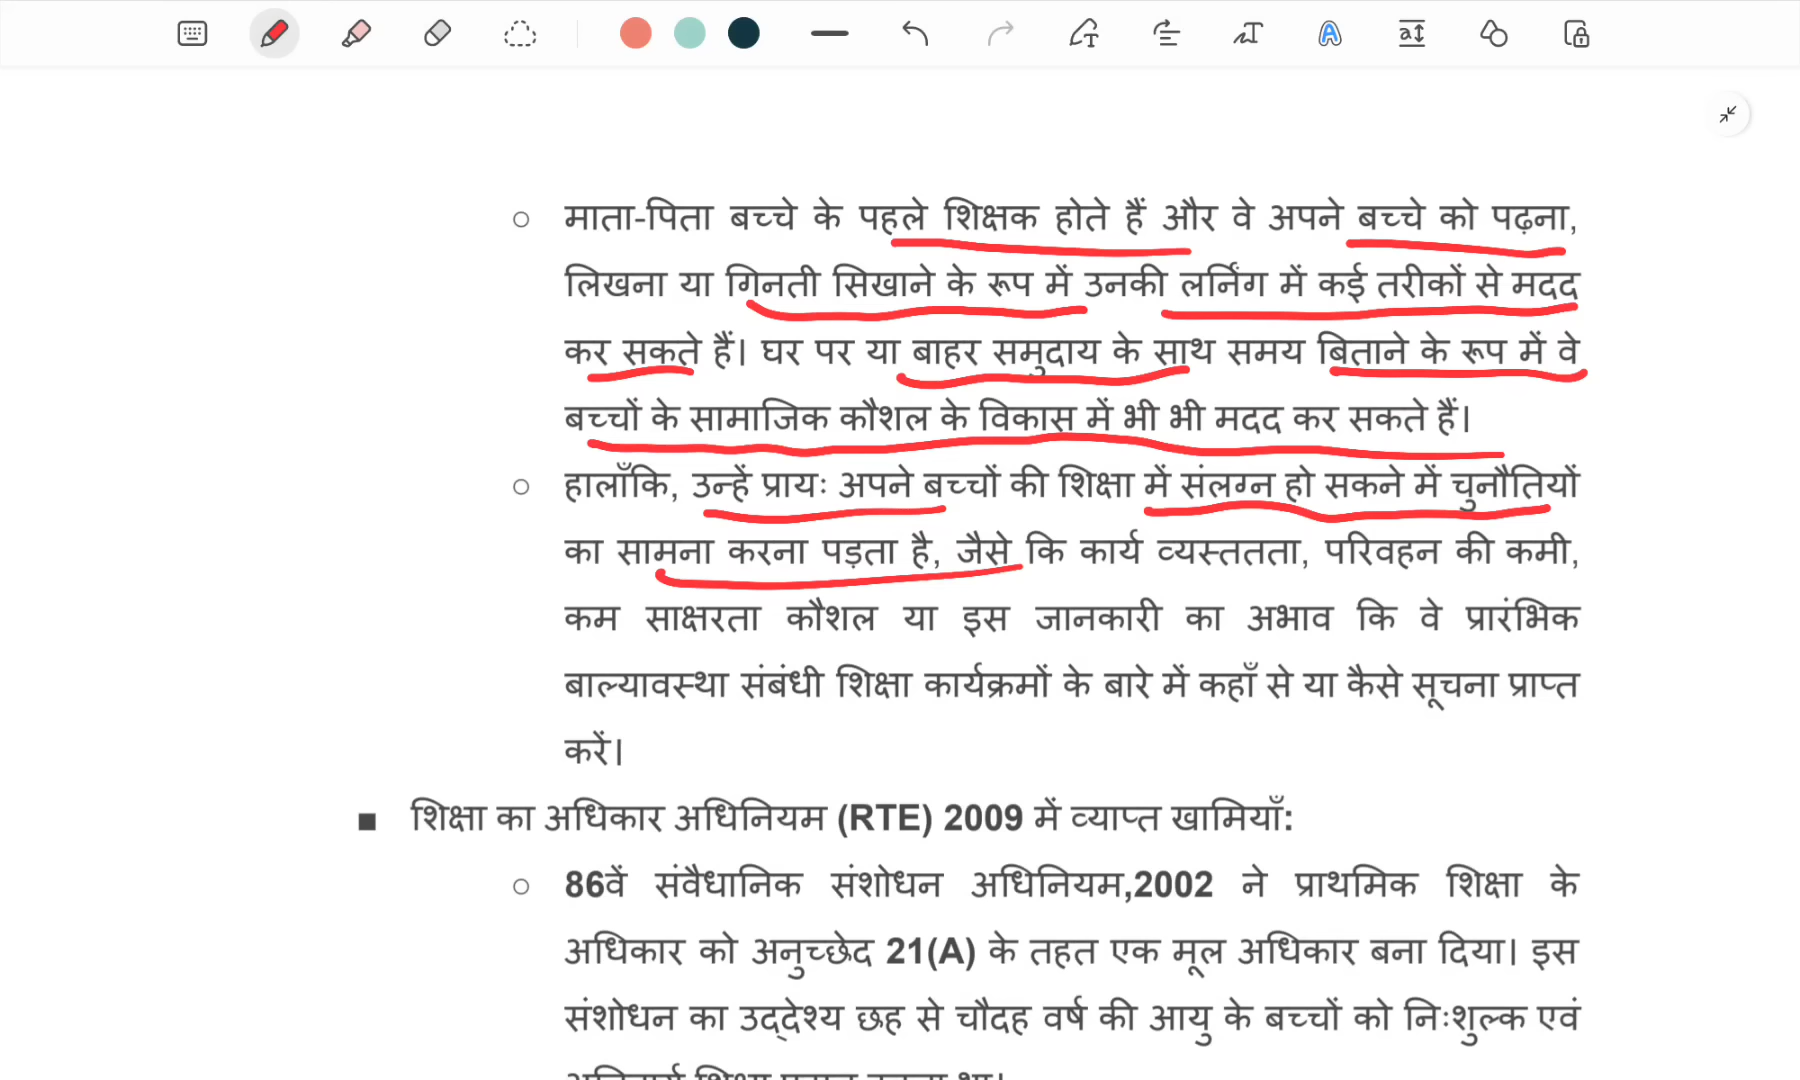 माता-पिता बच्चे के पहले शिक्षक होते हैं और वे अपने बच्चे को पढ़ना,
लिखना या गिनती सिखाने के रूप में उनकी लर्निंग में कई तरीकों से मदद
कर सकते हैं। घर पर या बाहर समुदाय के साथ समय बिताने के रूप में वे
बच्चों के सामाजिक कौशल के विकास में भी भी मदद कर सकते हैं।
हालाँकि, उन्हें प्रायः अपने बच्चों की शिक्षा में संलग्न हो सकने में चुनौतियों
का सामना करना पड़ता है, जैसे कि कार्य व्यस्ततता, परिवहन की कमी,
कम साक्षरता कौशल या इस जानकारी का अभाव कि वे प्रारंभिक
बाल्यावस्था संबंधी शिक्षा कार्यक्रमों के बारे में कहाँ से या कैसे सूचना प्राप्त
करें।
शिक्षा का अधिकार अधिनियम (RTE) 2009 में व्याप्त खामियाँ:
86वें संवैधानिक संशोधन अधिनियम,2002 ने प्राथमिक शिक्षा के
अधिकार को अनुच्छेद 21(A) के तहत एक मूल अधिकार बना दिया। इस
संशोधन का उद्देश्य छह से चौदह वर्ष की आयु के बच्चों को निःशुल्क एवं